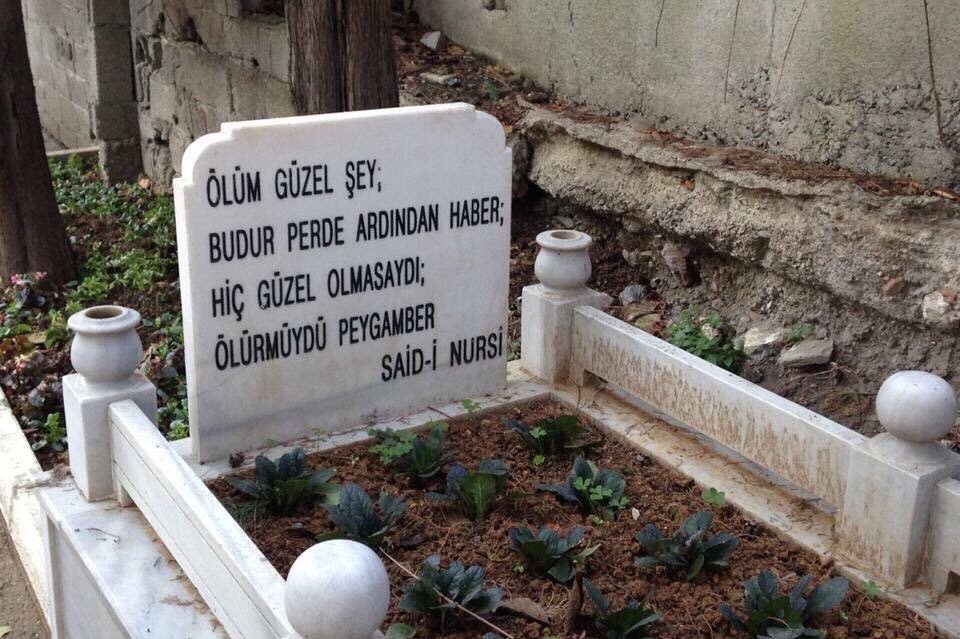 ÖLÜM GÜZEL ŞEY;
BUDUR PERDE ARDINDAN HABER;
HİÇ GÜZEL OLMASAYDI;
ÖLÜRMÜYDÜ PEYGAMBER
SAİD-İ NURSİ